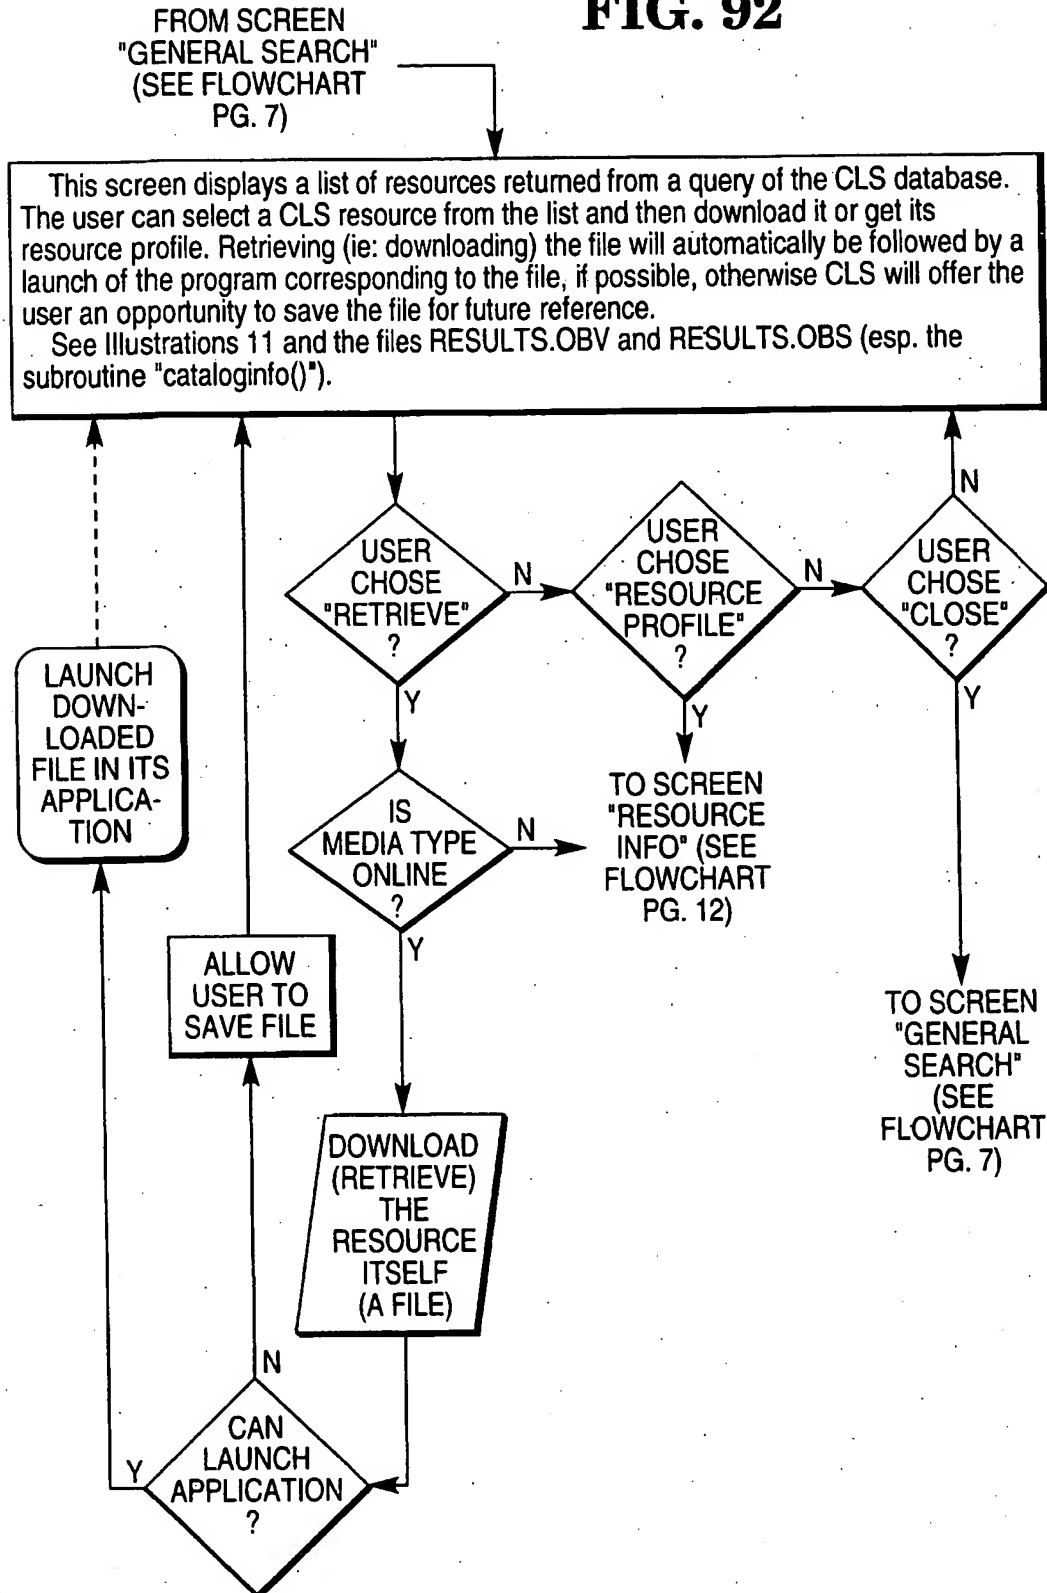 FIG. 92
FROM SCREEN
"GENERAL SEARCH"
(SEE FLOWCHART
PG. 7)
This screen displays a list of resources returned from a query of the CLS database.
The user can select a CLS resource from the list and then download it or get its
resource profile. Retrieving (ie: downloading) the file will automatically be followed by a
launch of the program corresponding to the file, if possible, otherwise CLS will offer the
user an opportunity to save the file for future reference.
See Illustrations 11 and the files RESULTS.OBV and RESULTS.OBS (esp. the
subroutine "cataloginfo()").
USER
CHOSE
"RETRIEVE"
?
N
Y
USER
CHOSE
"RESOURCE
PROFILE"
?
N
Y
USER
CHOSE
"CLOSE"
?
N
Y
LAUNCH
DOWN-
LOADED
FILE IN ITS
APPLICA-
TION
IS
MEDIA TYPE
ONLINE
?
N
Y
TO SCREEN
"RESOURCE
INFO" (SEE
FLOWCHART
PG. 12)
ALLOW
USER TO
SAVE FILE
TO SCREEN
"GENERAL
SEARCH"
(SEE
FLOWCHART
PG. 7)
DOWNLOAD
(RETRIEVE)
THE
RESOURCE
ITSELF
(A FILE)
CAN
LAUNCH
APPLICATION
?
N
Y